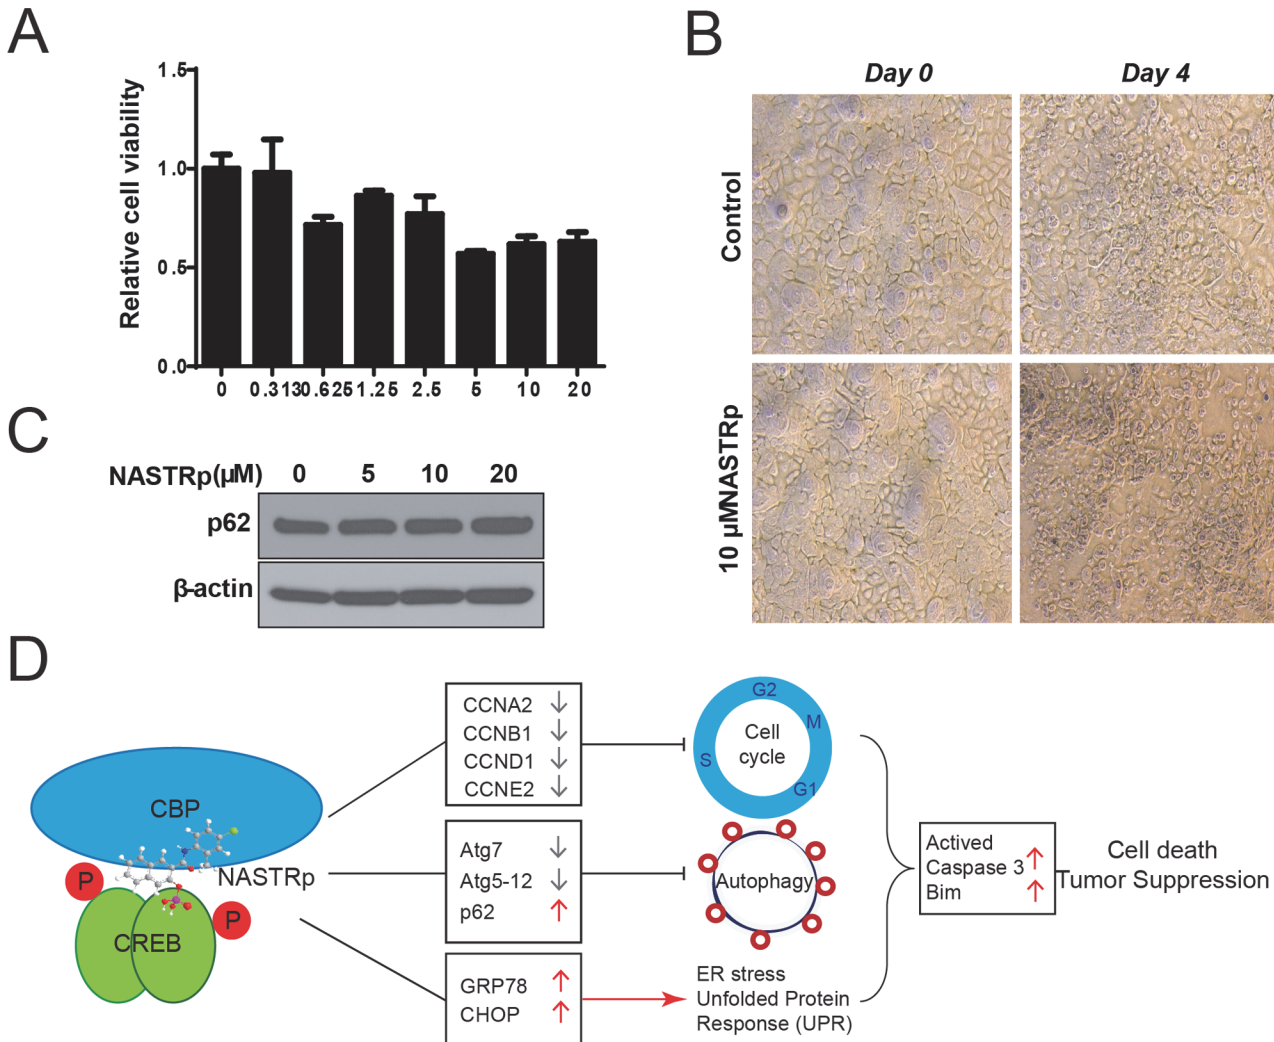 A
1.5
1.0
0.5
0.0
Relative cell viability
0 0.313 0.625 1.25 2.5 5 10 20
B
Day 0 Day 4
Control
10 μMNASTRp
C
NASTRp(μM) 0 5 10 20
p62
β-actin
D
CBP
NASTRp
P
P
CREB
CCNA2 ↓
CCNB1 ↓
CCND1 ↓
CCNE2 ↓
Atg7 ↓
Atg5-12 ↓
p62 ↑
GRP78 ↑
CHOP ↑
G2
M
S
G1
Cell
cycle
Autophagy
ER stress
Unfolded Protein
Response (UPR)
Actived
Caspase 3 ↑
Bim ↑
Cell death
Tumor Suppression